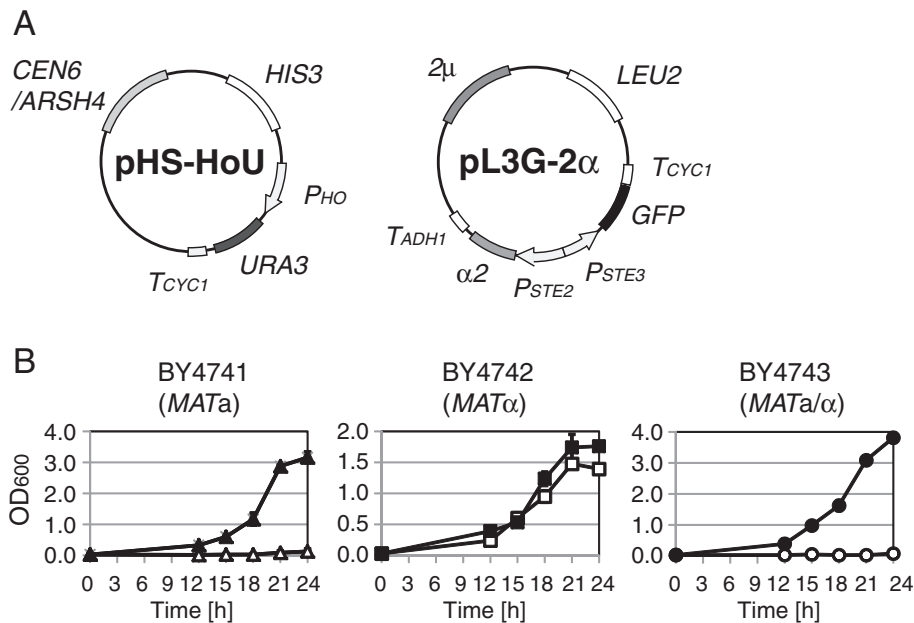 A
CEN6
/ARSH4
HIS3
pHS-HoU
PHO
URA3
TCYC1
2μ
LEU2
pL3G-2α
TCYC1
GFP
PSTE3
PSTE2
α2
TADH1
B
BY4741
(MATa)
BY4742
(MATα)
BY4743
(MATa/α)
OD600
4.0
3.0
2.0
1.0
0.0
0 3 6 9 12 15 18 21 24
Time [h]
2.0
1.5
1.0
0.5
0.0
0 3 6 9 12 15 18 21 24
Time [h]
4.0
3.0
2.0
1.0
0.0
0 3 6 9 12 15 18 21 24
Time [h]